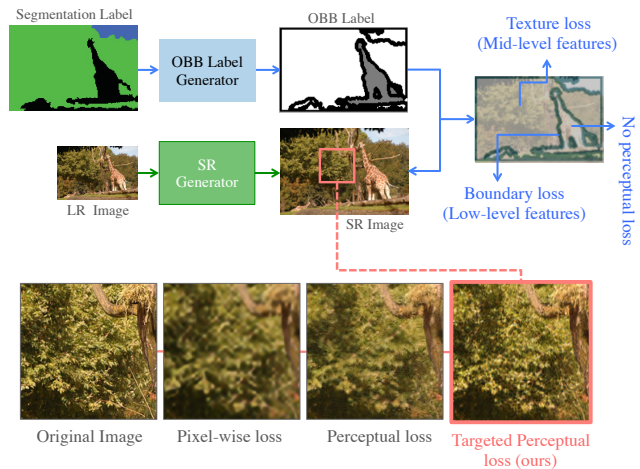 Segmentation Label
OBB Label
Generator
OBB Label
Texture loss
(Mid-level features)
No perceptual loss
LR Image
SR
Generator
SR Image
Boundary loss
(Low-level features)
Original Image
Pixel-wise loss
Perceptual loss
Targeted Perceptual
loss (ours)